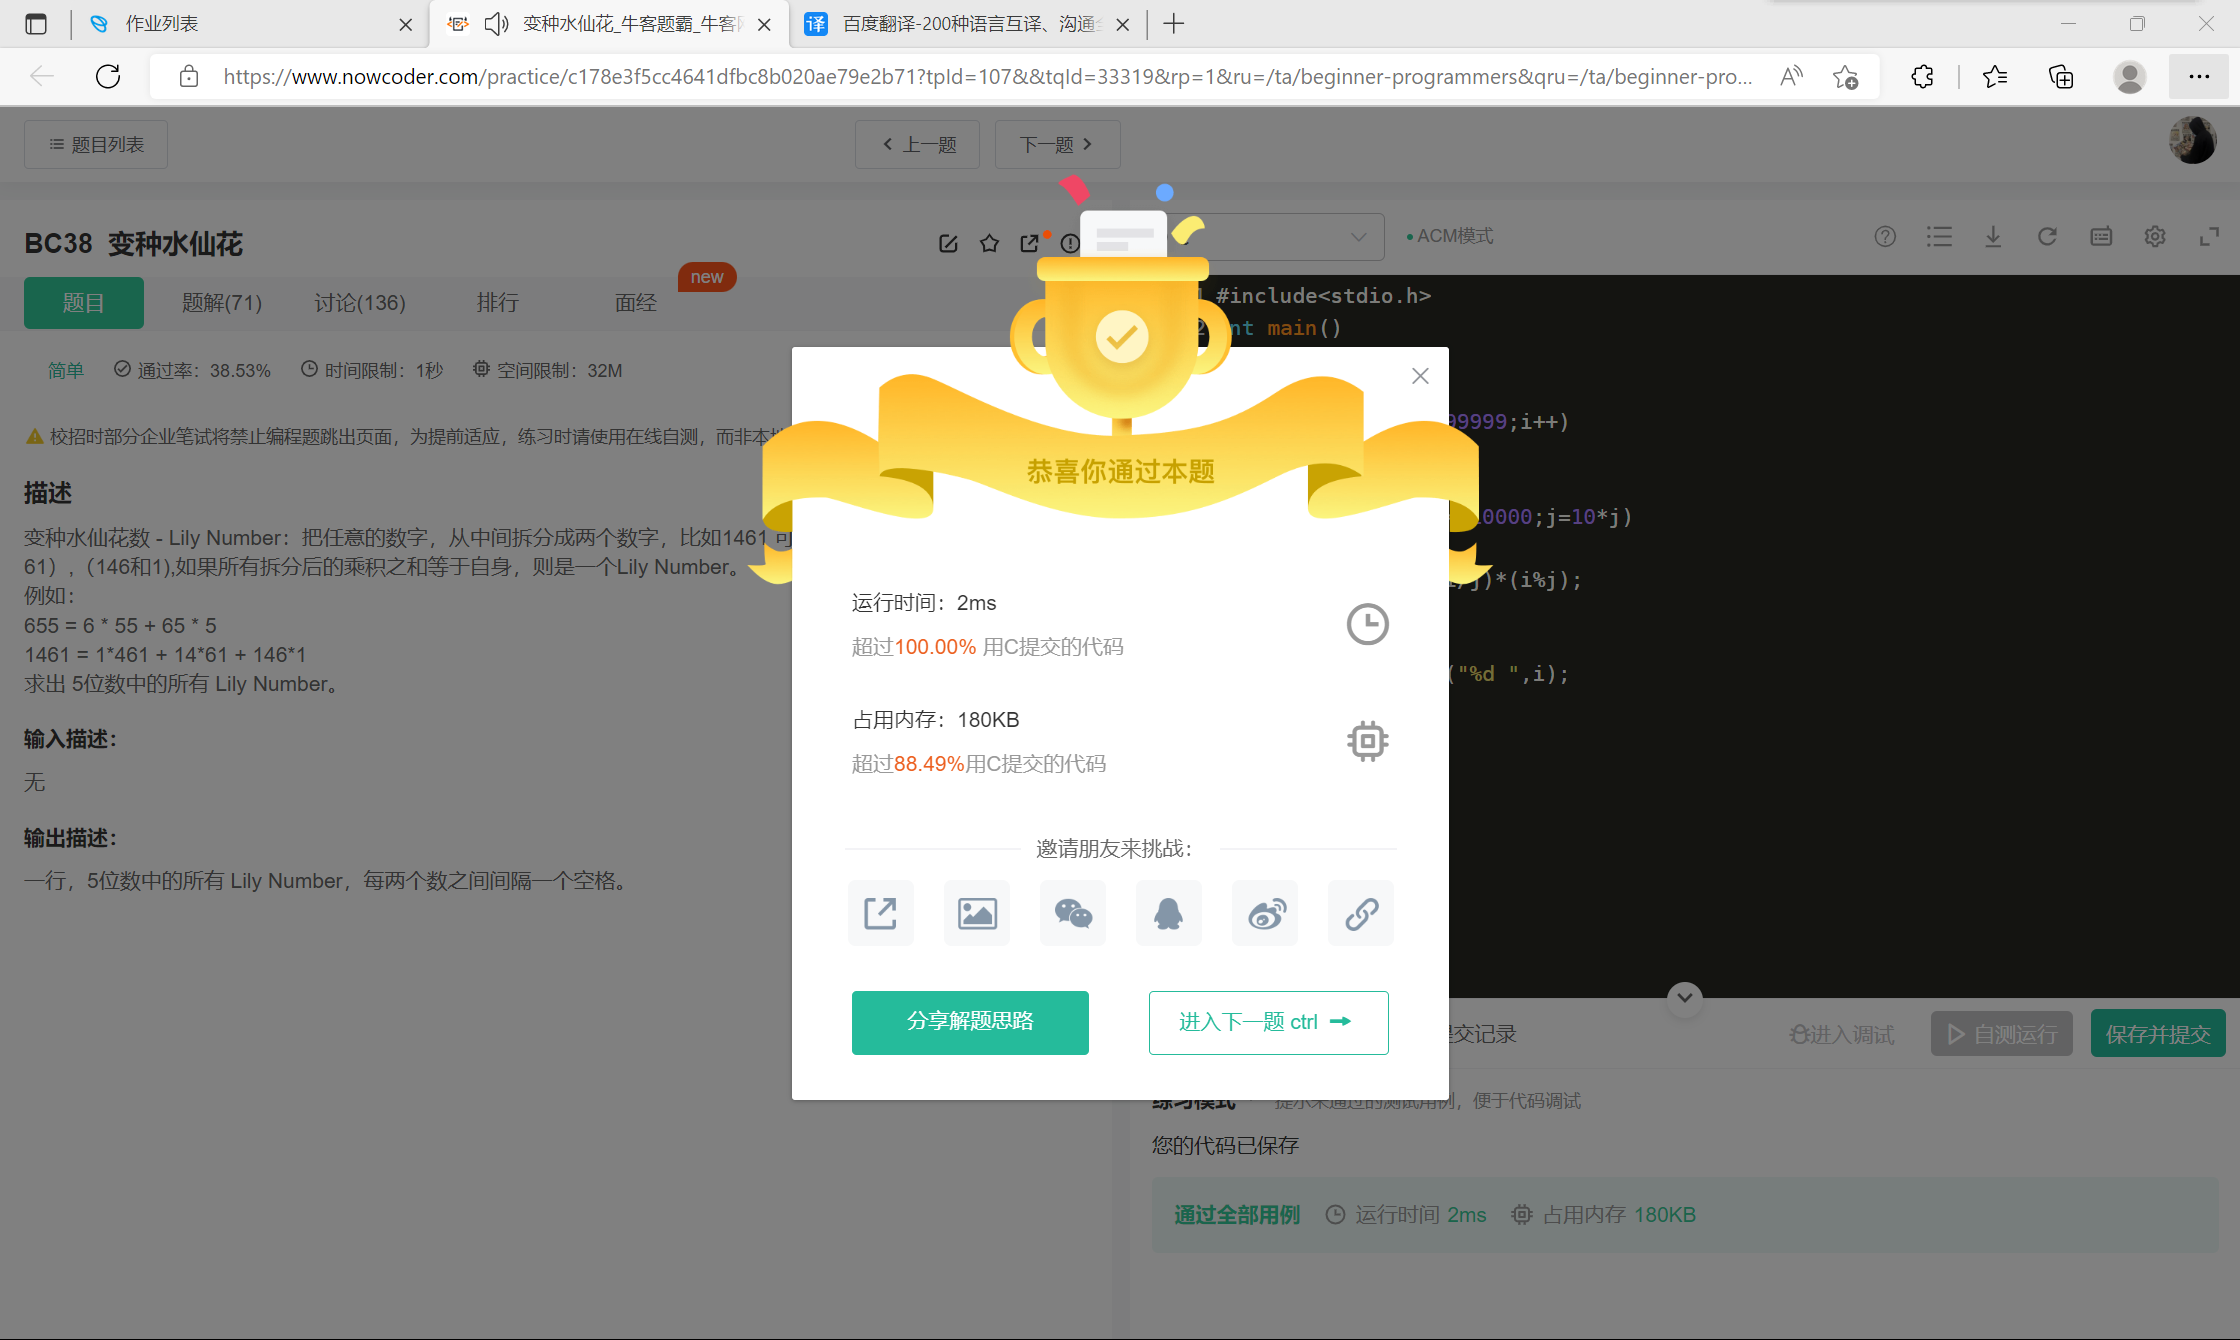 作业列表
变种水仙花_牛客题霸_牛客
百度翻译-200种语言互译、沟通
https://www.nowcoder.com/practice/c178e3f5cc4641dfbc8b020ae79e2b71?tpId=107&&tqId=33319&rp=1&ru=/ta/beginner-programmers&qru=/ta/beginner-pro...
题目列表
上一题
下一题
BC38 变种水仙花
ACM模式
题目
题解(71)
讨论(136)
排行
面经
new
简单
通过率：38.53%
时间限制：1秒
空间限制：32M
校招时部分企业笔试将禁止编程题跳出页面，为提前适应，练习时请使用在线自测，而非本
描述
变种水仙花数 - Lily Number：把任意的数字，从中间拆分成两个数字，比如1461 可
61）,（146和1),如果所有拆分后的乘积之和等于自身，则是一个Lily Number。
例如：
655 = 6 * 55 + 65 * 5
1461 = 1*461 + 14*61 + 146*1
求出 5位数中的所有 Lily Number。
输入描述：
无
输出描述：
一行，5位数中的所有 Lily Number，每两个数之间间隔一个空格。
#include<stdio.h>
2 int main()
99999;i++)
10000;j=10*j)
i/j)*(i%j);
("%d ",i);
恭喜你通过本题
运行时间：2ms
超过100.00% 用C提交的代码
占用内存：180KB
超过88.49%用C提交的代码
邀请朋友来挑战：
分享解题思路
进入下一题 ctrl
提交记录
进入调试
自测运行
保存并提交
练习模式
提示未通过的测试用例，便于代码调试
您的代码已保存
通过全部用例
运行时间 2ms
占用内存 180KB
译